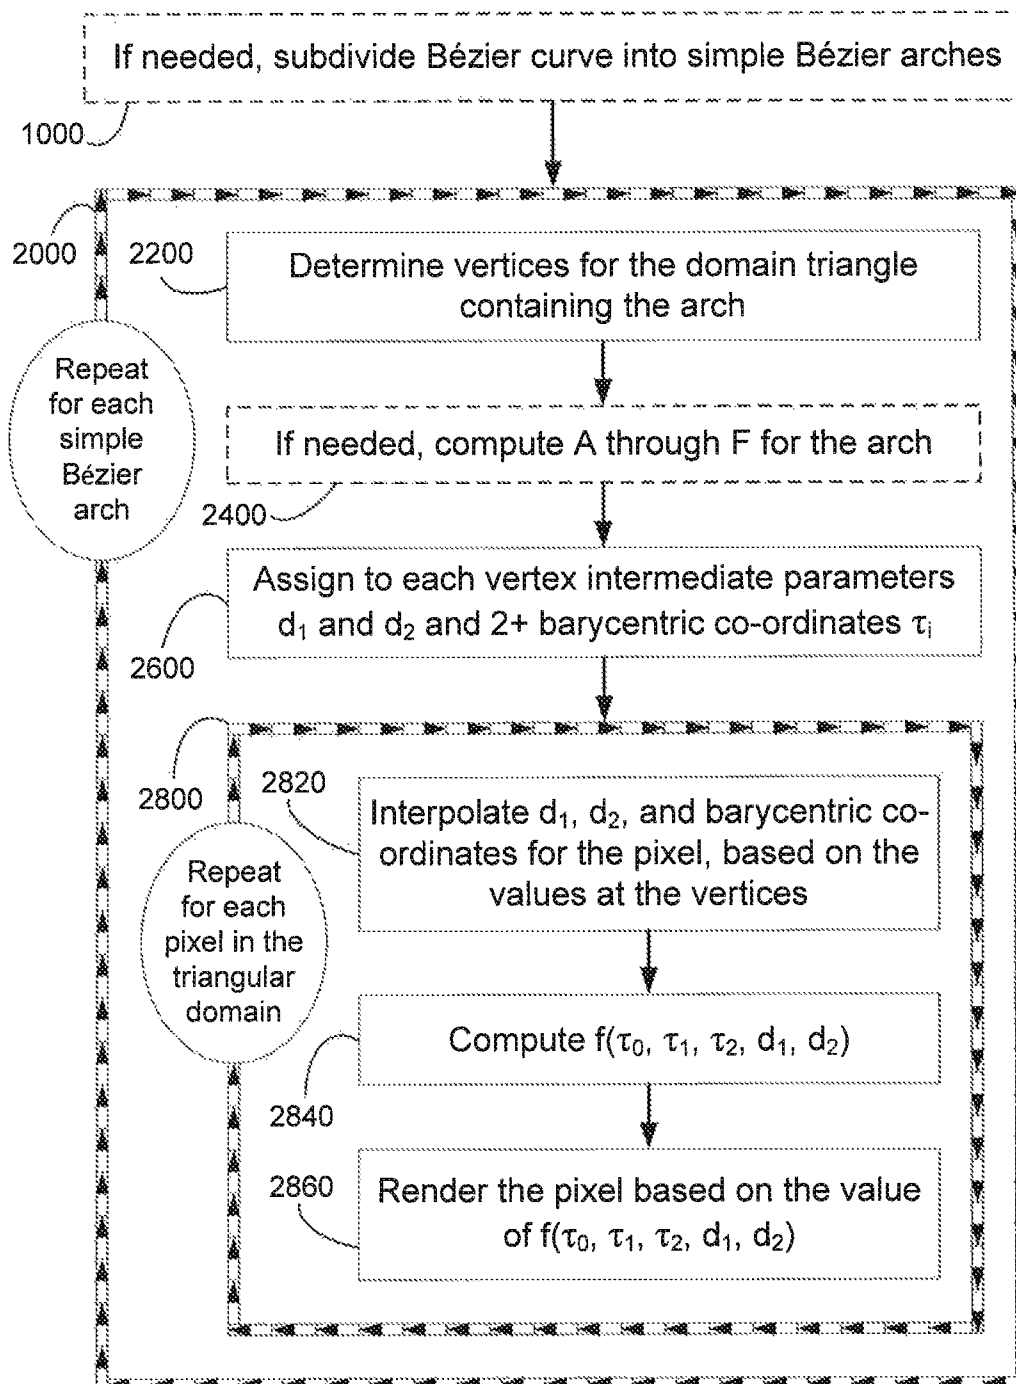 If needed, subdivide Bézier curve into simple Bézier arches
1000
2000
2200
Determine vertices for the domain triangle
containing the arch
Repeat
for each
simple
Bézier
arch
If needed, compute A through F for the arch
2400
Assign to each vertex intermediate parameters
d₁ and d₂ and 2+ barycentric co-ordinates τᵢ
2600
2800
2820
Interpolate d₁, d₂, and barycentric co-
ordinates for the pixel, based on the
values at the vertices
Repeat
for each
pixel in the
triangular
domain
Compute f(τ₀, τ₁, τ₂, d₁, d₂)
2840
2860
Render the pixel based on the value
of f(τ₀, τ₁, τ₂, d₁, d₂)